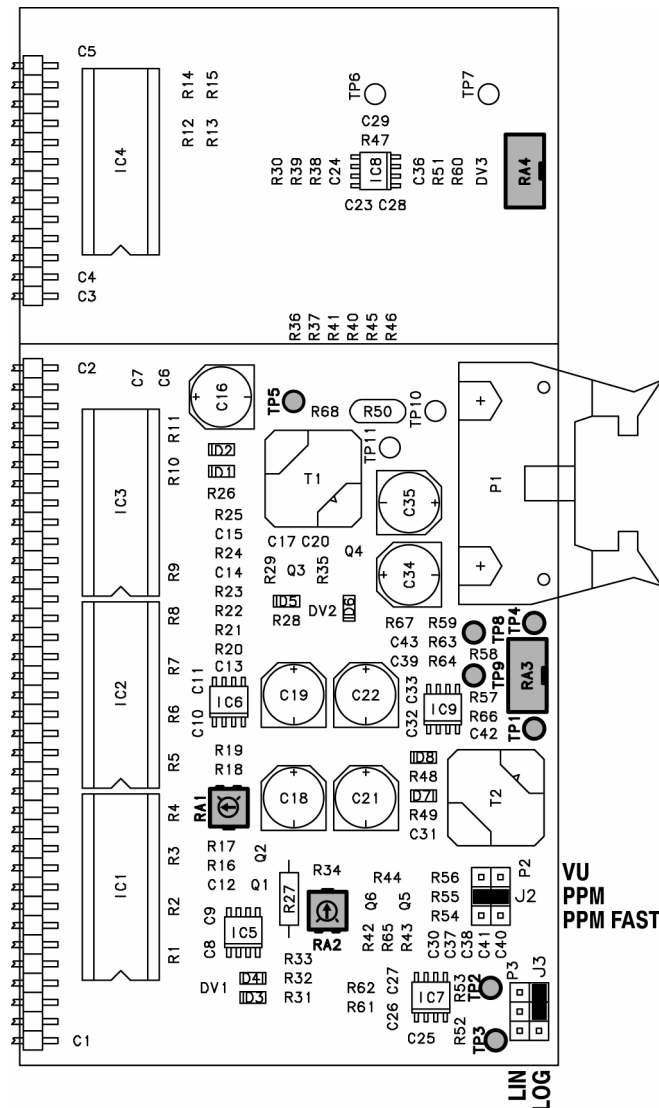 C5
R14
R15
R12
R13
IC4
TP6
TP7
C29
R47
R30
R39
R38
C24
IC8
C36
R51
R60
DV3
RA4
C23 C28
C4
C3
R36
R37
R41
R40
R45
R46
C2
C7
C6
C16
TP5
R68
R50
TP10
TP11
P1
R11
R10
D2
D1
R26
T1
C35
IC3
R25
C15
R24
C14
R23
R22
R21
R20
C13
C17 C20
R29
Q3
R35
Q4
C34
R9
D5
R28
DV2
D6
R8
R67
C43
C39
R59
R63
R64
TP8
TP4
R58
TP9
RA3
R57
R66
C42
TP1
IC2
R7
R6
R5
C11
C10
IC6
C19
C22
C33
C32
IC9
R19
R18
RA1
D8
R48
D7
R49
C31
T2
C18
C21
R4
R3
R2
R1
IC1
R17
R16
C12
Q2
Q1
R34
R27
RA2
R44
Q6
Q5
R56
R55
R54
P2
J2
VU
PPM
PPM FAST
C9
C8
IC5
R42
R65
R43
C30
C37
C38
C41
C40
R33
R32
R31
DV1
D4
D3
R62
R61
C27
C26
IC7
C25
R53
R52
TP2
TP3
P3
J3
C1
LIN
LOG